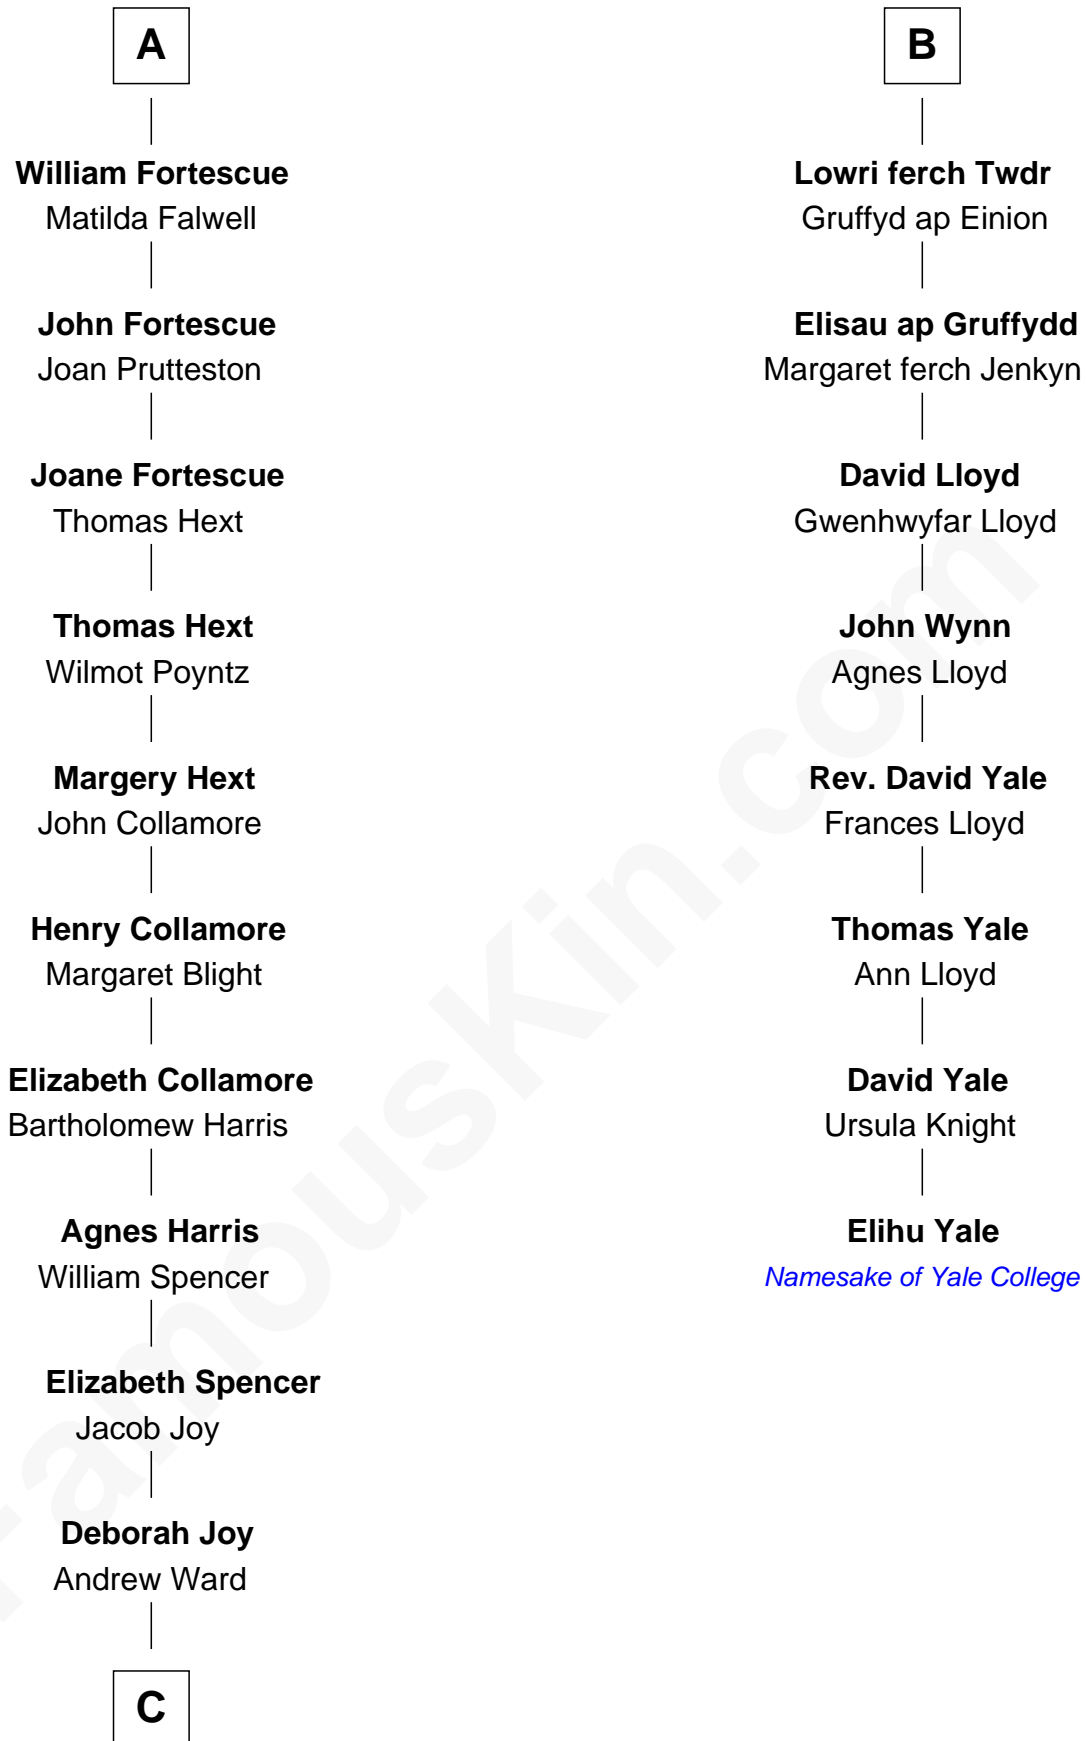 A
William Fortescue
Matilda Falwell
John Fortescue
Joan Prutteston
Joane Fortescue
Thomas Hext
Thomas Hext
Wilmot Poyntz
Margery Hext
John Collamore
Henry Collamore
Margaret Blight
Elizabeth Collamore
Bartholomew Harris
Agnes Harris
William Spencer
Elizabeth Spencer
Jacob Joy
Deborah Joy
Andrew Ward
C
B
Lowri ferch Twdr
Gruffyd ap Einion
Elisau ap Gruffydd
Margaret ferch Jenkyn
David Lloyd
Gwenhwyfar Lloyd
John Wynn
Agnes Lloyd
Rev. David Yale
Frances Lloyd
Thomas Yale
Ann Lloyd
David Yale
Ursula Knight
Elihu Yale
Namesake of Yale College
FamousKin.com